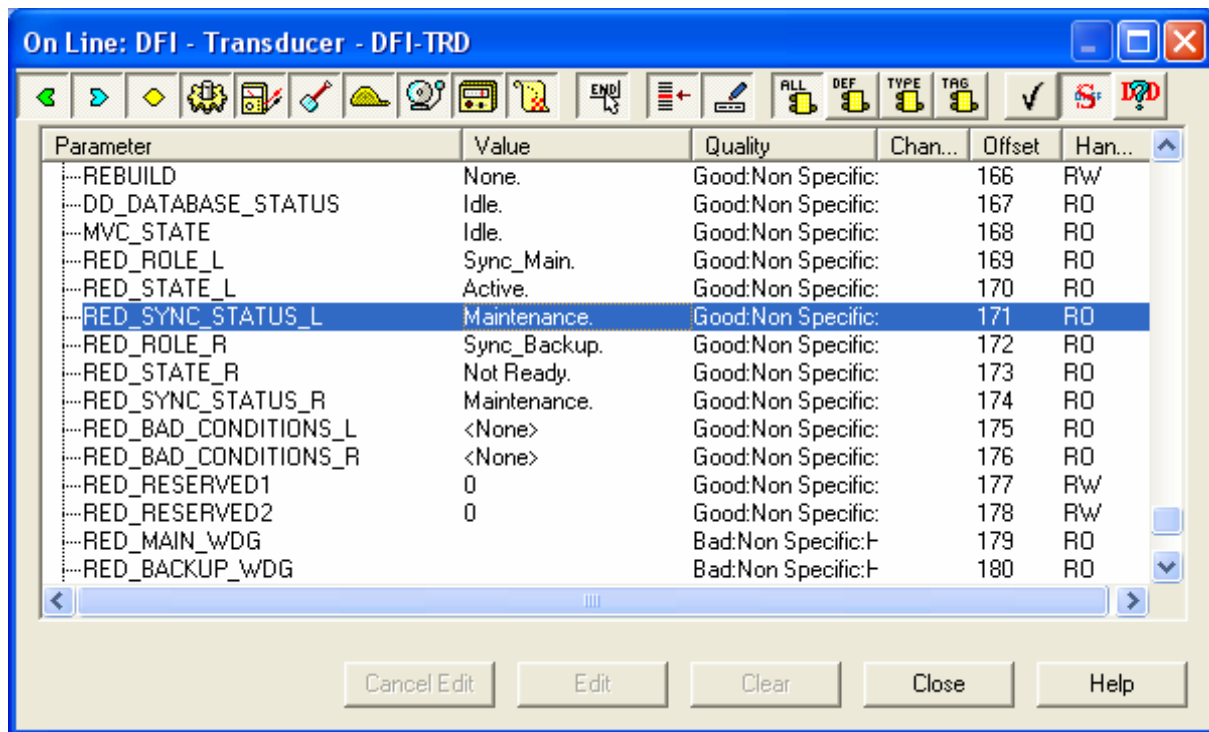 On Line: DFI - Transducer - DFI-TRD
END ALL DEF TYPE TAG S DD
Parameter Value Quality Chan... Offset Han...
REBUILD None. Good:Non Specific: 166 RW
DD_DATABASE_STATUS Idle. Good:Non Specific: 167 RO
MVC_STATE Idle. Good:Non Specific: 168 RO
RED_ROLE_L Sync_Main. Good:Non Specific: 169 RO
RED_STATE_L Active. Good:Non Specific: 170 RO
RED_SYNC_STATUS_L Maintenance. Good:Non Specific: 171 RO
RED_ROLE_R Sync_Backup. Good:Non Specific: 172 RO
RED_STATE_R Not Ready. Good:Non Specific: 173 RO
RED_SYNC_STATUS_R Maintenance. Good:Non Specific: 174 RO
RED_BAD_CONDITIONS_L <None> Good:Non Specific: 175 RO
RED_BAD_CONDITIONS_R <None> Good:Non Specific: 176 RO
RED_RESERVED1 0 Good:Non Specific: 177 RW
RED_RESERVED2 0 Good:Non Specific: 178 RW
RED_MAIN_WDG Bad:Non Specific:H 179 RO
RED_BACKUP_WDG Bad:Non Specific:H 180 RO
Cancel Edit Edit Clear Close Help